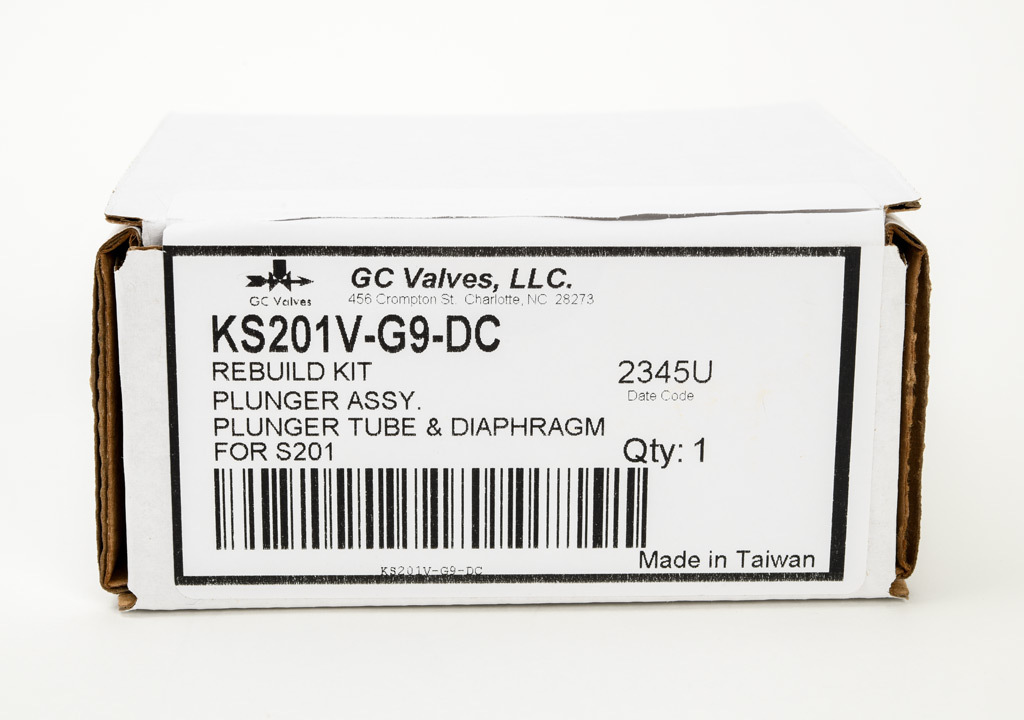 GC Valves
GC Valves, LLC.
456 Crompton St. Charlotte, NC 28273
KS201V-G9-DC
REBUILD KIT
PLUNGER ASSY.
PLUNGER TUBE & DIAPHRAGM
FOR S201
2345U
Date Code
Qty: 1
KS201V-G9-DC
Made in Taiwan